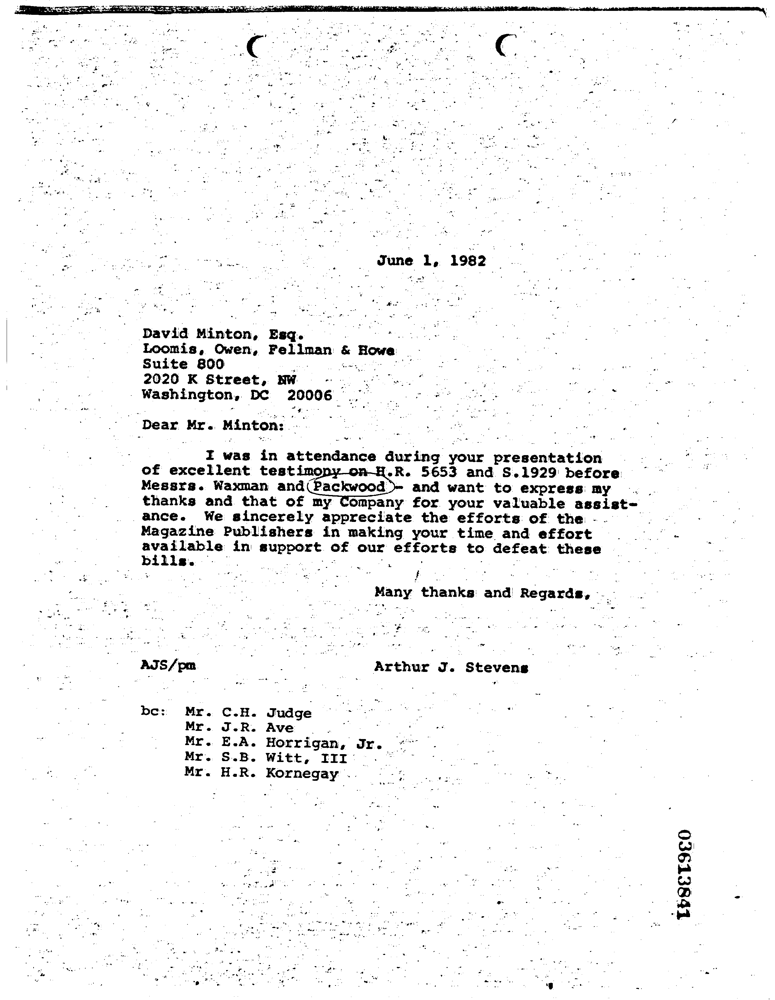 June 1, 1982
David Minton, Esq.
Loomis, Owen, Fellman & Howe
Suite 800
2020 K Street, NW
Washington, DC 20006
Dear Mr. Minton:
I was in attendance during your presentation
of excellent testimony on H.R. 5653 and S.1929 before
Messrs. Waxman and Packwood - and want to express my
thanks and that of my Company for your valuable assist-
ance. We sincerely appreciate the efforts of the
Magazine Publishers in making your time and effort
available in support of our efforts to defeat these
bills.
Many thanks and Regards,
AJS/pm Arthur J. Stevens
bc: Mr. C.H. Judge
Mr. J.R. Ave
Mr. E.A. Horrigan, Jr.
Mr. S.B. Witt, III
Mr. H.R. Kornegay
03613841